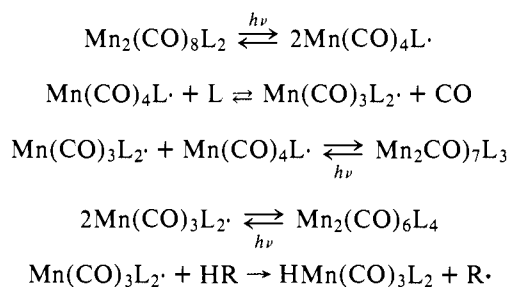 Mn₂(CO)₈L₂ ⇌ 2Mn(CO)₄L· (hν)
Mn(CO)₄L· + L ⇌ Mn(CO)₃L₂· + CO
Mn(CO)₃L₂· + Mn(CO)₄L· ⇌ Mn₂CO)₇L₃ (hν)
2Mn(CO)₃L₂· ⇌ Mn₂(CO)₆L₄ (hν)
Mn(CO)₃L₂· + HR → HMn(CO)₃L₂ + R·